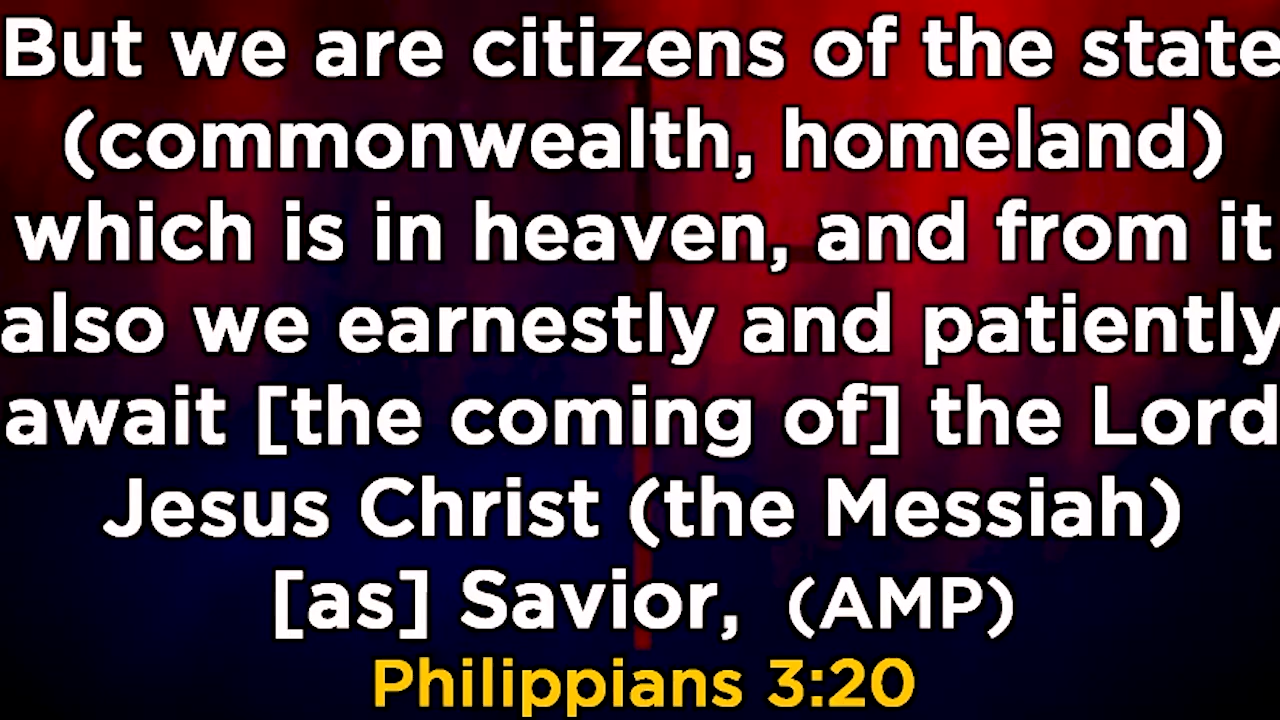 But we are citizens of the state
(commonwealth, homeland)
which is in heaven, and from it
also we earnestly and patiently
await [the coming of] the Lord
Jesus Christ (the Messiah)
[as] Savior, (AMP)
Philippians 3:20